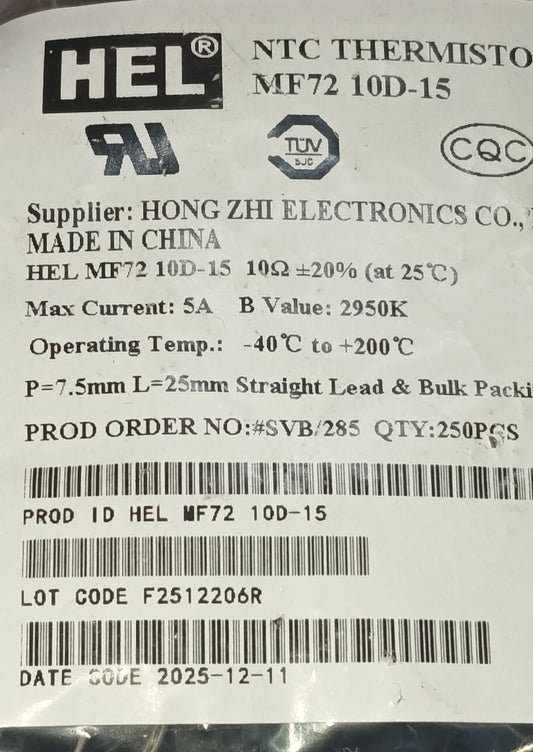 HEL® NTC THERMISTO
MF72 10D-15
TÜV
SJC
CQC
Supplier: HONG ZHI ELECTRONICS CO.,
MADE IN CHINA
HEL MF72 10D-15 10Ω ±20% (at 25℃)
Max Current: 5A B Value: 2950K
Operating Temp.: -40℃ to +200℃
P=7.5mm L=25mm Straight Lead & Bulk Packi
PROD ORDER NO:#SVB/285 QTY:250PCS
PROD ID HEL MF72 10D-15
LOT CODE F2512206R
DATE CODE 2025-12-11